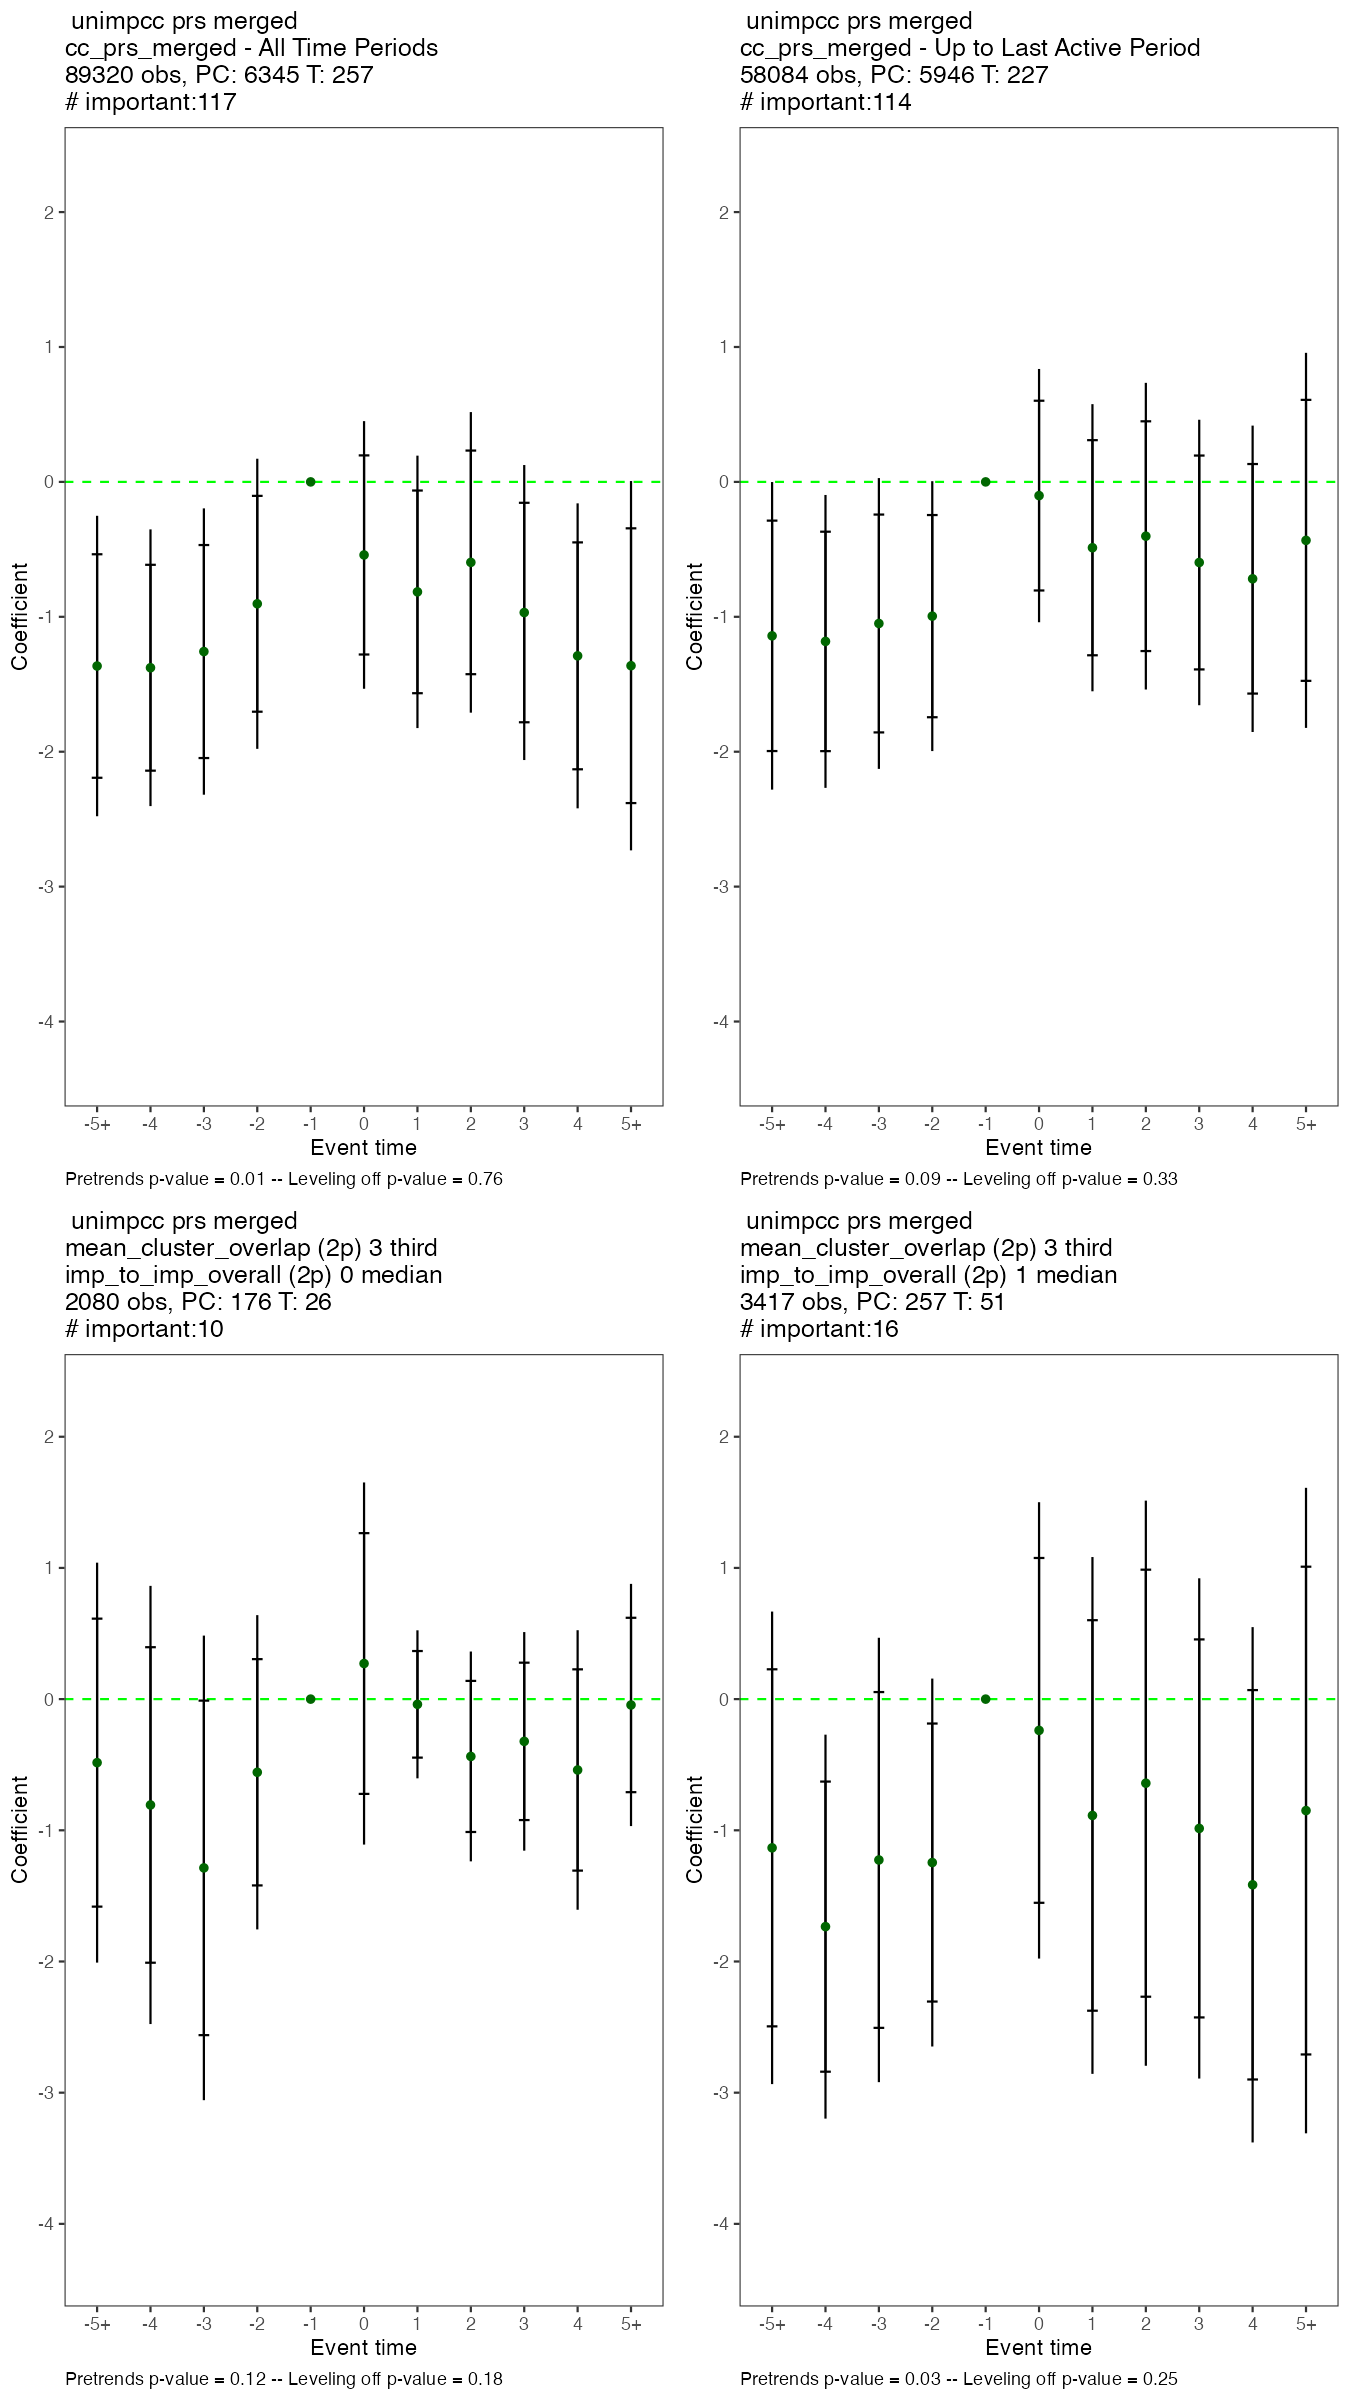 unimpcc prs merged
cc_prs_merged - All Time Periods
89320 obs, PC: 6345 T: 257
# important:117
2
1
0
-1
-2
-3
-4
Coefficient
-5+ -4 -3 -2 -1 0 1 2 3 4 5+
Event time
Pretrends p-value = 0.01 -- Leveling off p-value = 0.76
unimpcc prs merged
cc_prs_merged - Up to Last Active Period
58084 obs, PC: 5946 T: 227
# important:114
2
1
0
-1
-2
-3
-4
Coefficient
-5+ -4 -3 -2 -1 0 1 2 3 4 5+
Event time
Pretrends p-value = 0.09 -- Leveling off p-value = 0.33
unimpcc prs merged
mean_cluster_overlap (2p) 3 third
imp_to_imp_overall (2p) 0 median
2080 obs, PC: 176 T: 26
# important:10
2
1
0
-1
-2
-3
-4
Coefficient
-5+ -4 -3 -2 -1 0 1 2 3 4 5+
Event time
Pretrends p-value = 0.12 -- Leveling off p-value = 0.18
unimpcc prs merged
mean_cluster_overlap (2p) 3 third
imp_to_imp_overall (2p) 1 median
3417 obs, PC: 257 T: 51
# important:16
2
1
0
-1
-2
-3
-4
Coefficient
-5+ -4 -3 -2 -1 0 1 2 3 4 5+
Event time
Pretrends p-value = 0.03 -- Leveling off p-value = 0.25